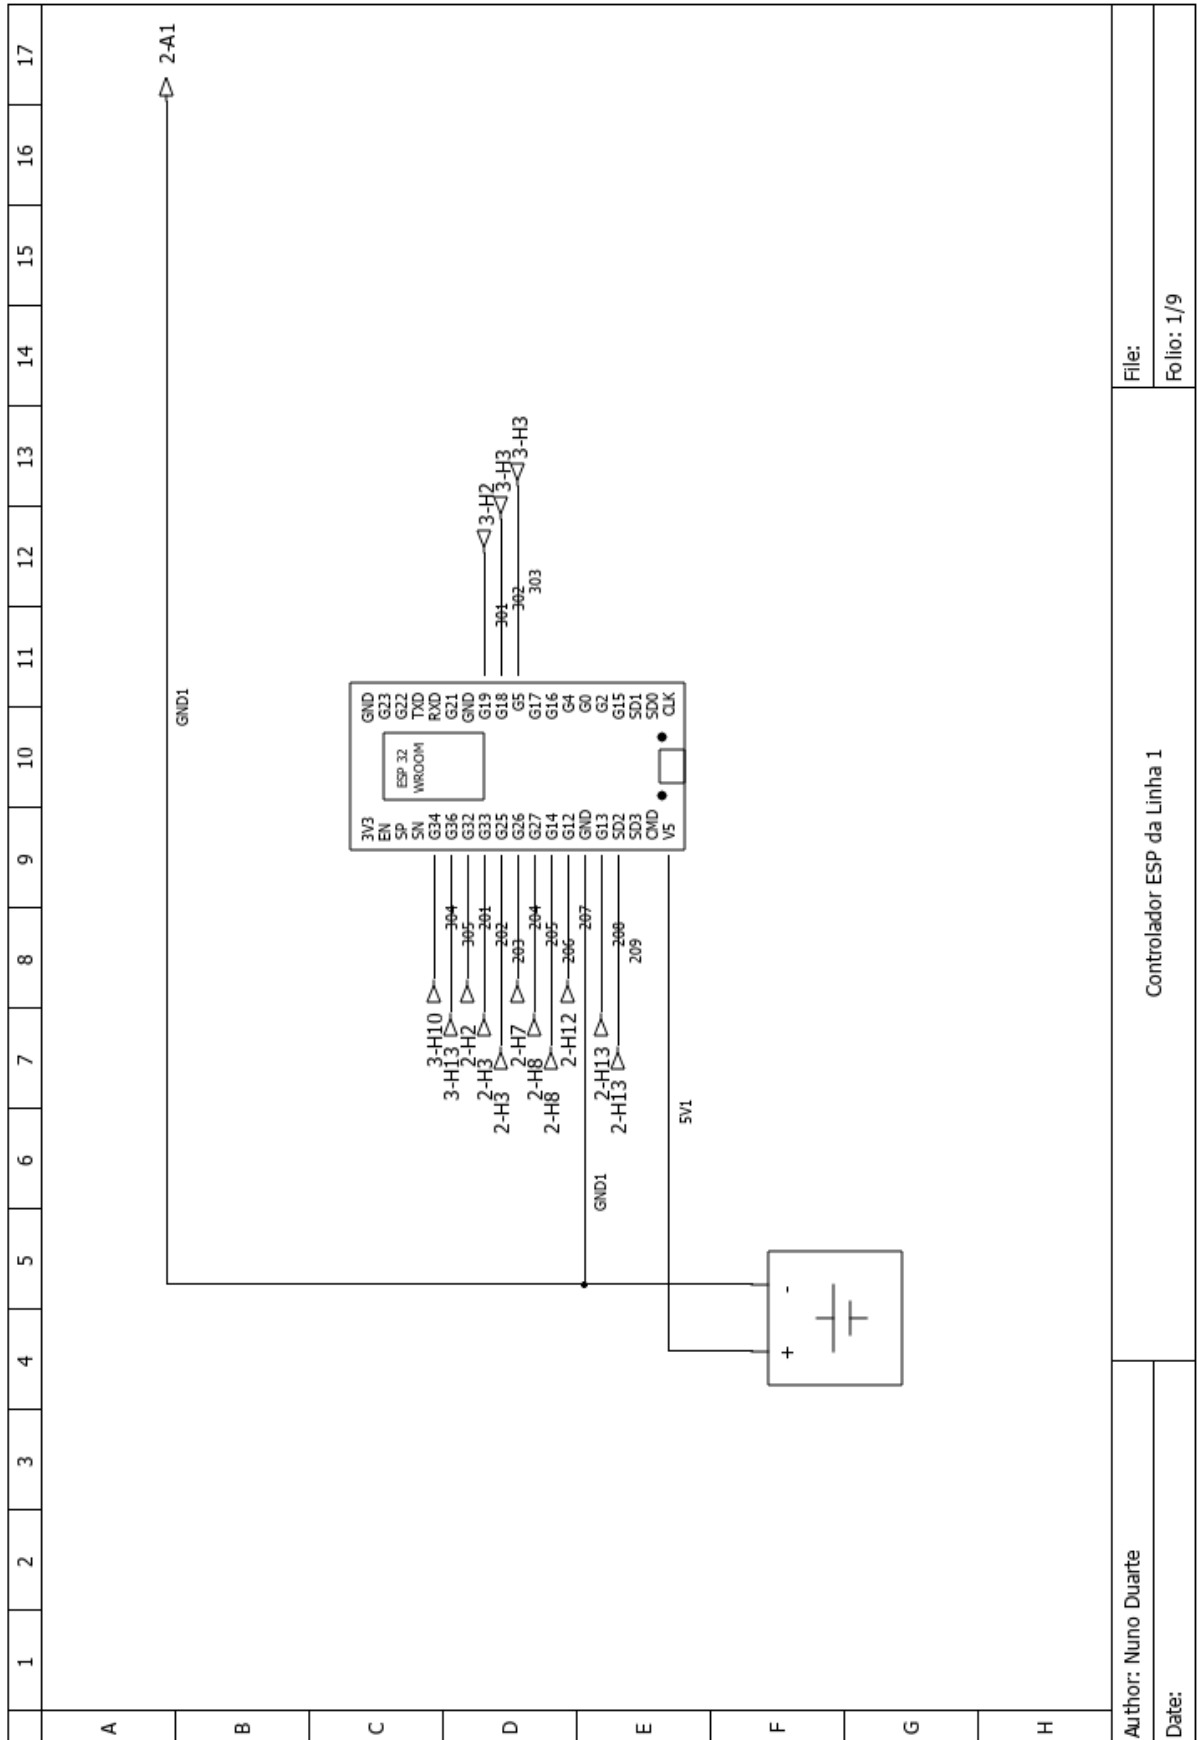 1
2
3
4
5
6
7
8
9
10
11
12
13
14
15
16
17
A
B
C
D
E
F
G
H
2-A1
GND1
3V3
EN
SP
SN
G34
G36
G32
G33
G25
G26
G27
G14
G12
GND
G13
SD2
SD3
CMD
V5
ESP 32
WROOM
GND
G23
G22
TXD
RXD
G21
GND
G19
G18
G5
G17
G16
G4
G0
G2
G15
SD1
SD0
CLK
301
302
303
3-H2
3-H3
3-H3
304
305
201
202
203
204
205
206
207
208
209
3-H10
3-H13
2-H2
2-H3
2-H3
2-H7
2-H8
2-H8
2-H12
2-H13
2-H13
GND1
5V1
+
-
Author: Nuno Duarte
Date:
Controlador ESP da Linha 1
File:
Folio: 1/9